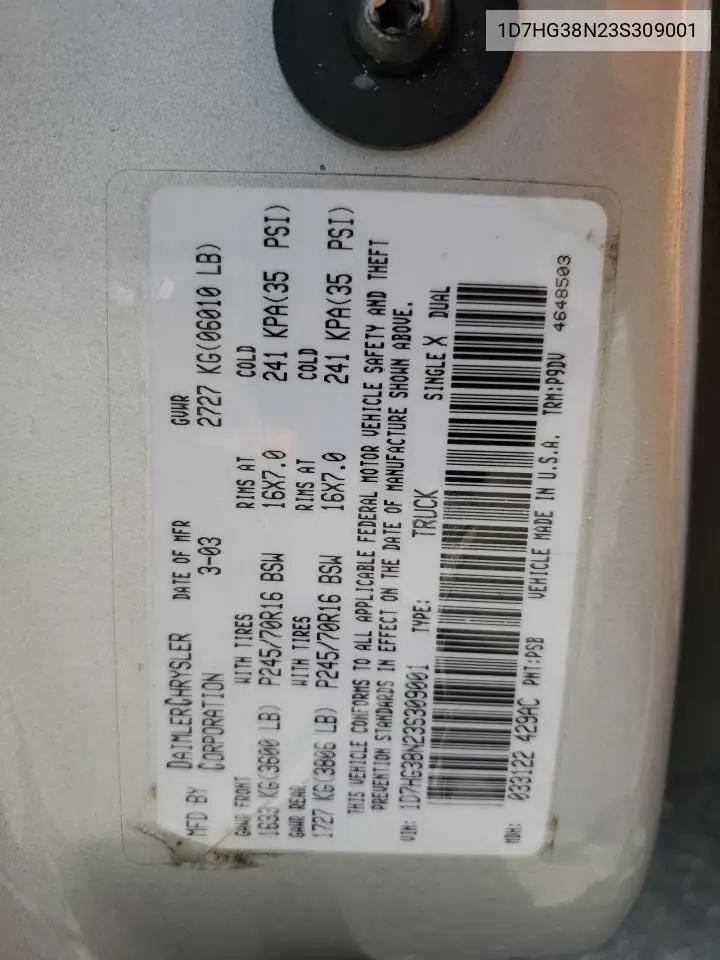 1D7HG38N23S309001
MFD BY DAIMLERCHRYSLER CORPORATION DATE OF MFR 3-03 GVWR 2727 KG(06010 LB)
GAWR FRONT WITH TIRES RIMS AT COLD
1633 KG(3600 LB) P245/70R16 BSW 16X7.0 241 KPA(35 PSI)
GAWR REAR WITH TIRES RIMS AT COLD
1727 KG(3806 LB) P245/70R16 BSW 16X7.0 241 KPA(35 PSI)
THIS VEHICLE CONFORMS TO ALL APPLICABLE FEDERAL MOTOR VEHICLE SAFETY AND THEFT
PREVENTION STANDARDS IN EFFECT ON THE DATE OF MANUFACTURE SHOWN ABOVE.
VIN: 1D7HG38N23S309001 TYPE: TRUCK SINGLE X DUAL
MDH: 033122 429AC PNT:PSB VEHICLE MADE IN U.S.A. TRM:P9DV 4648503